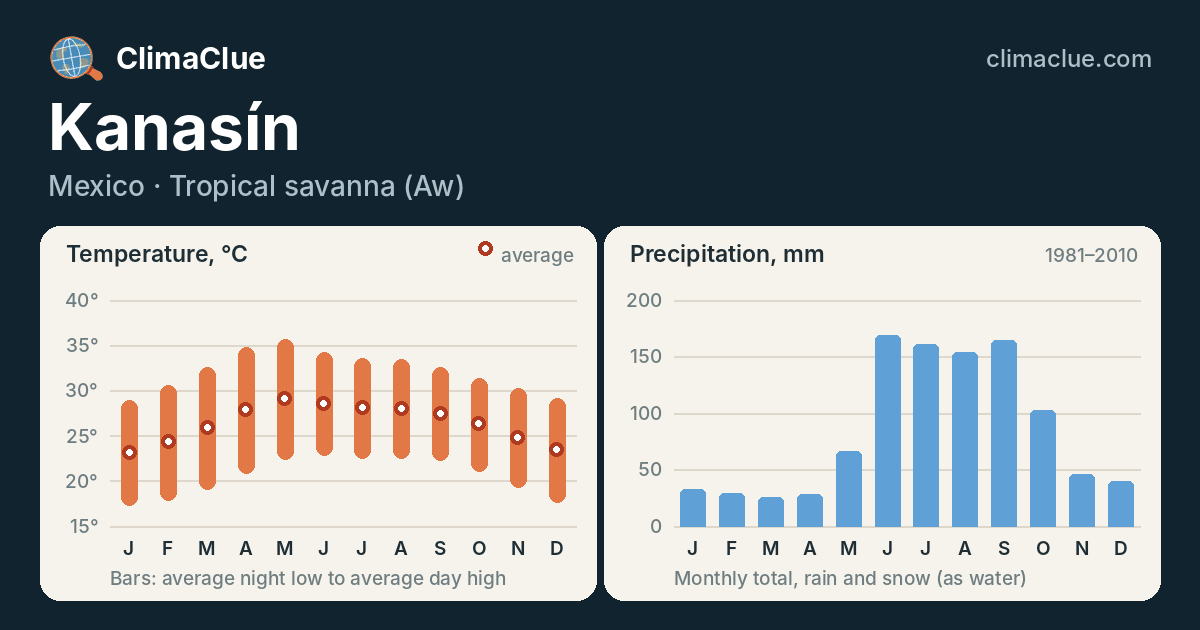 ClimaClue
climaclue.com
Kanasín
Mexico · Tropical savanna (Aw)
Temperature, °C
average
40°
35°
30°
25°
20°
15°
J F M A M J J A S O N D
Bars: average night low to average day high
Precipitation, mm
1981–2010
200
150
100
50
0
J F M A M J J A S O N D
Monthly total, rain and snow (as water)